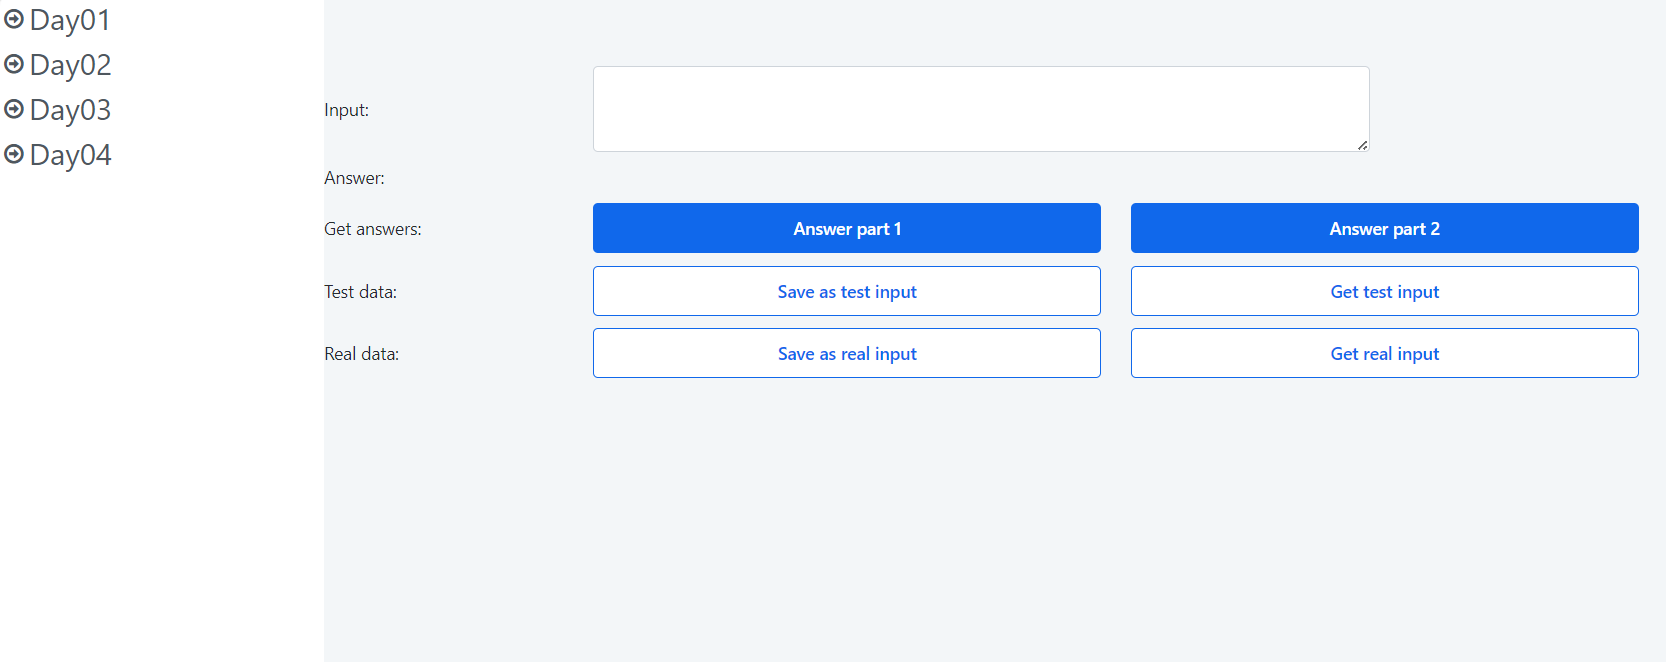 Day01
Day02
Day03
Day04
Input:
Answer:
Get answers: Answer part 1 Answer part 2
Test data: Save as test input Get test input
Real data: Save as real input Get real input